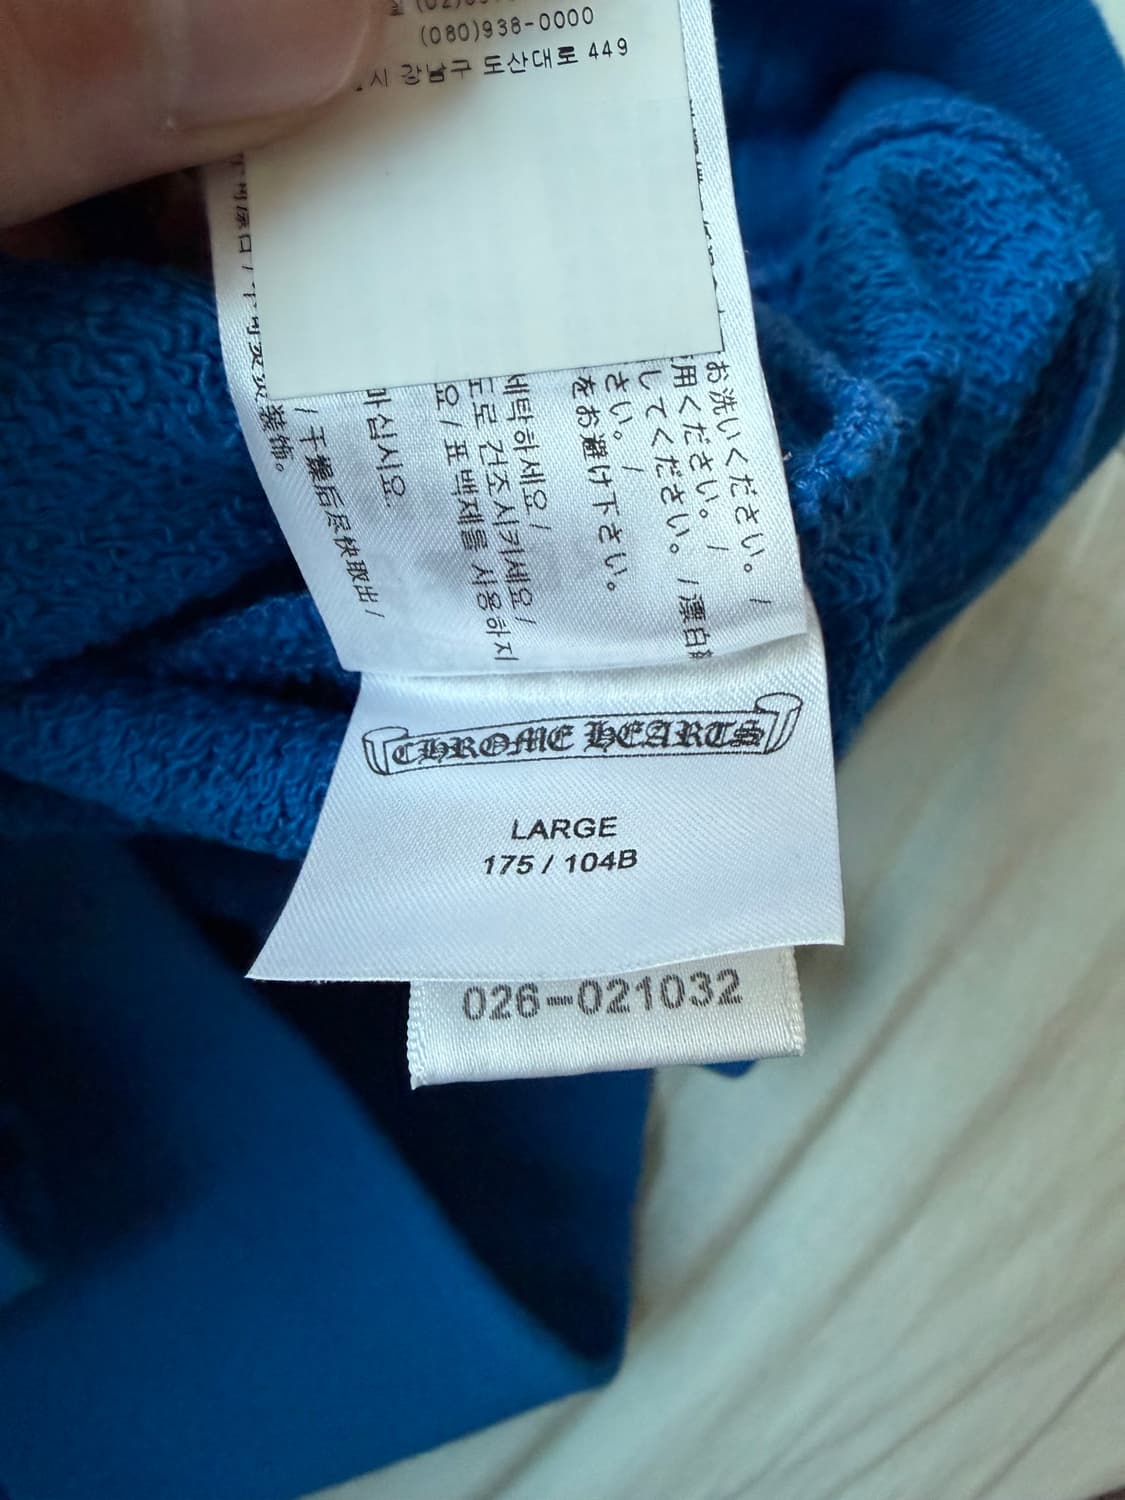 (080)938-0000
시 강남구 도산대로 449
お洗いください。 /
用ください。 /
してください。 /漂白
さい。 /
をお避け下さい。
세탁하세요 /
도로 건조시키세요 /
요 / 표백제를 사용하지
마십시요.
/ 干燥后尽快取出 /
装饰。
CHROME HEARTS
LARGE
175 / 104B
026-021032